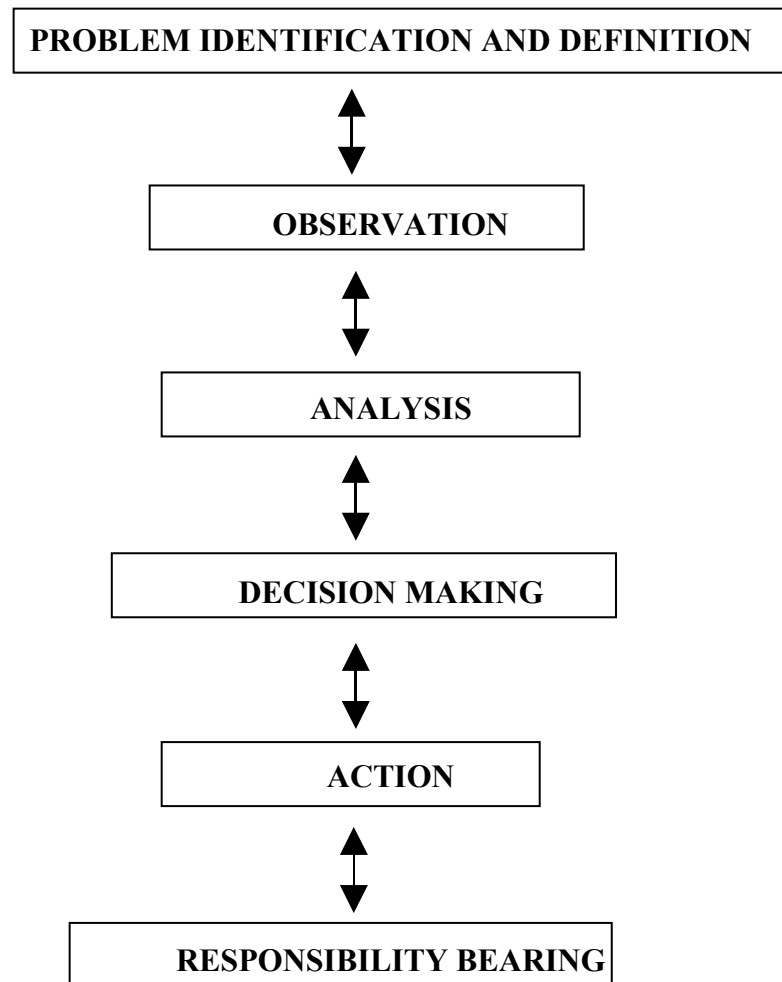 PROBLEM IDENTIFICATION AND DEFINITION
OBSERVATION
ANALYSIS
DECISION MAKING
ACTION
RESPONSIBILITY BEARING